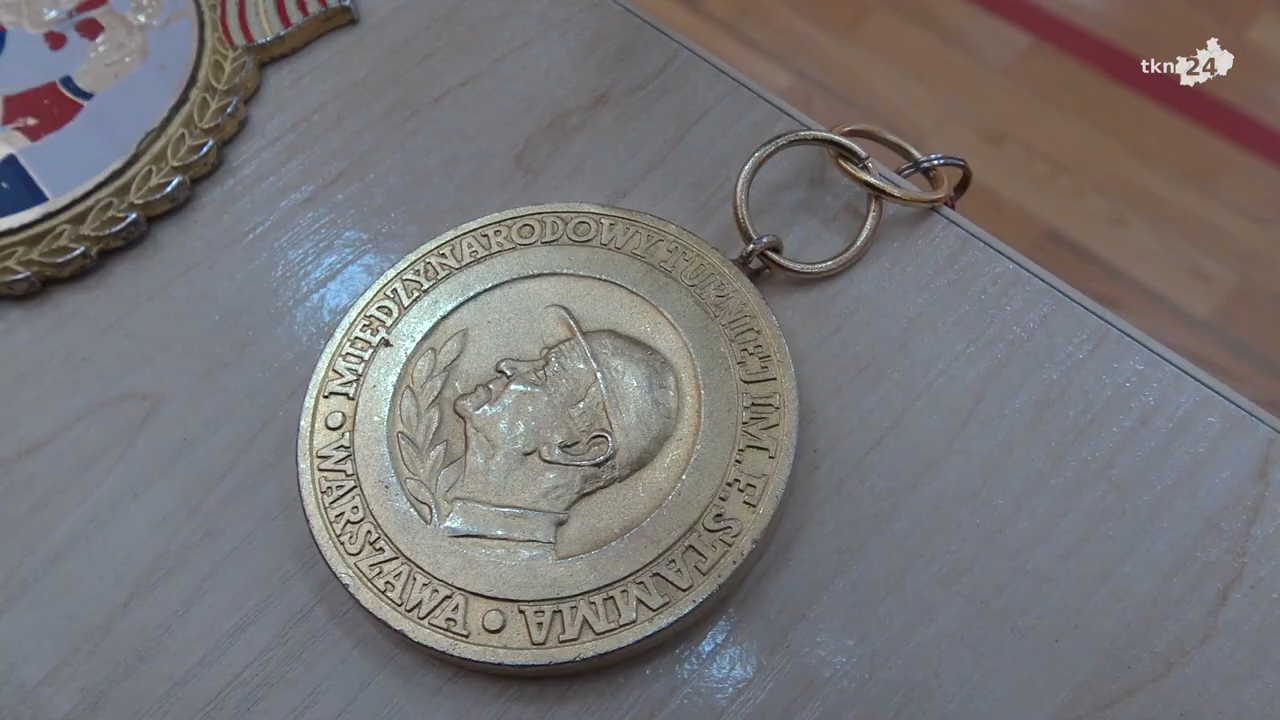 MIĘDZYNARODOWY TURNIEJ IM. F. STAMMA
• WARSZAWA •
tkn24